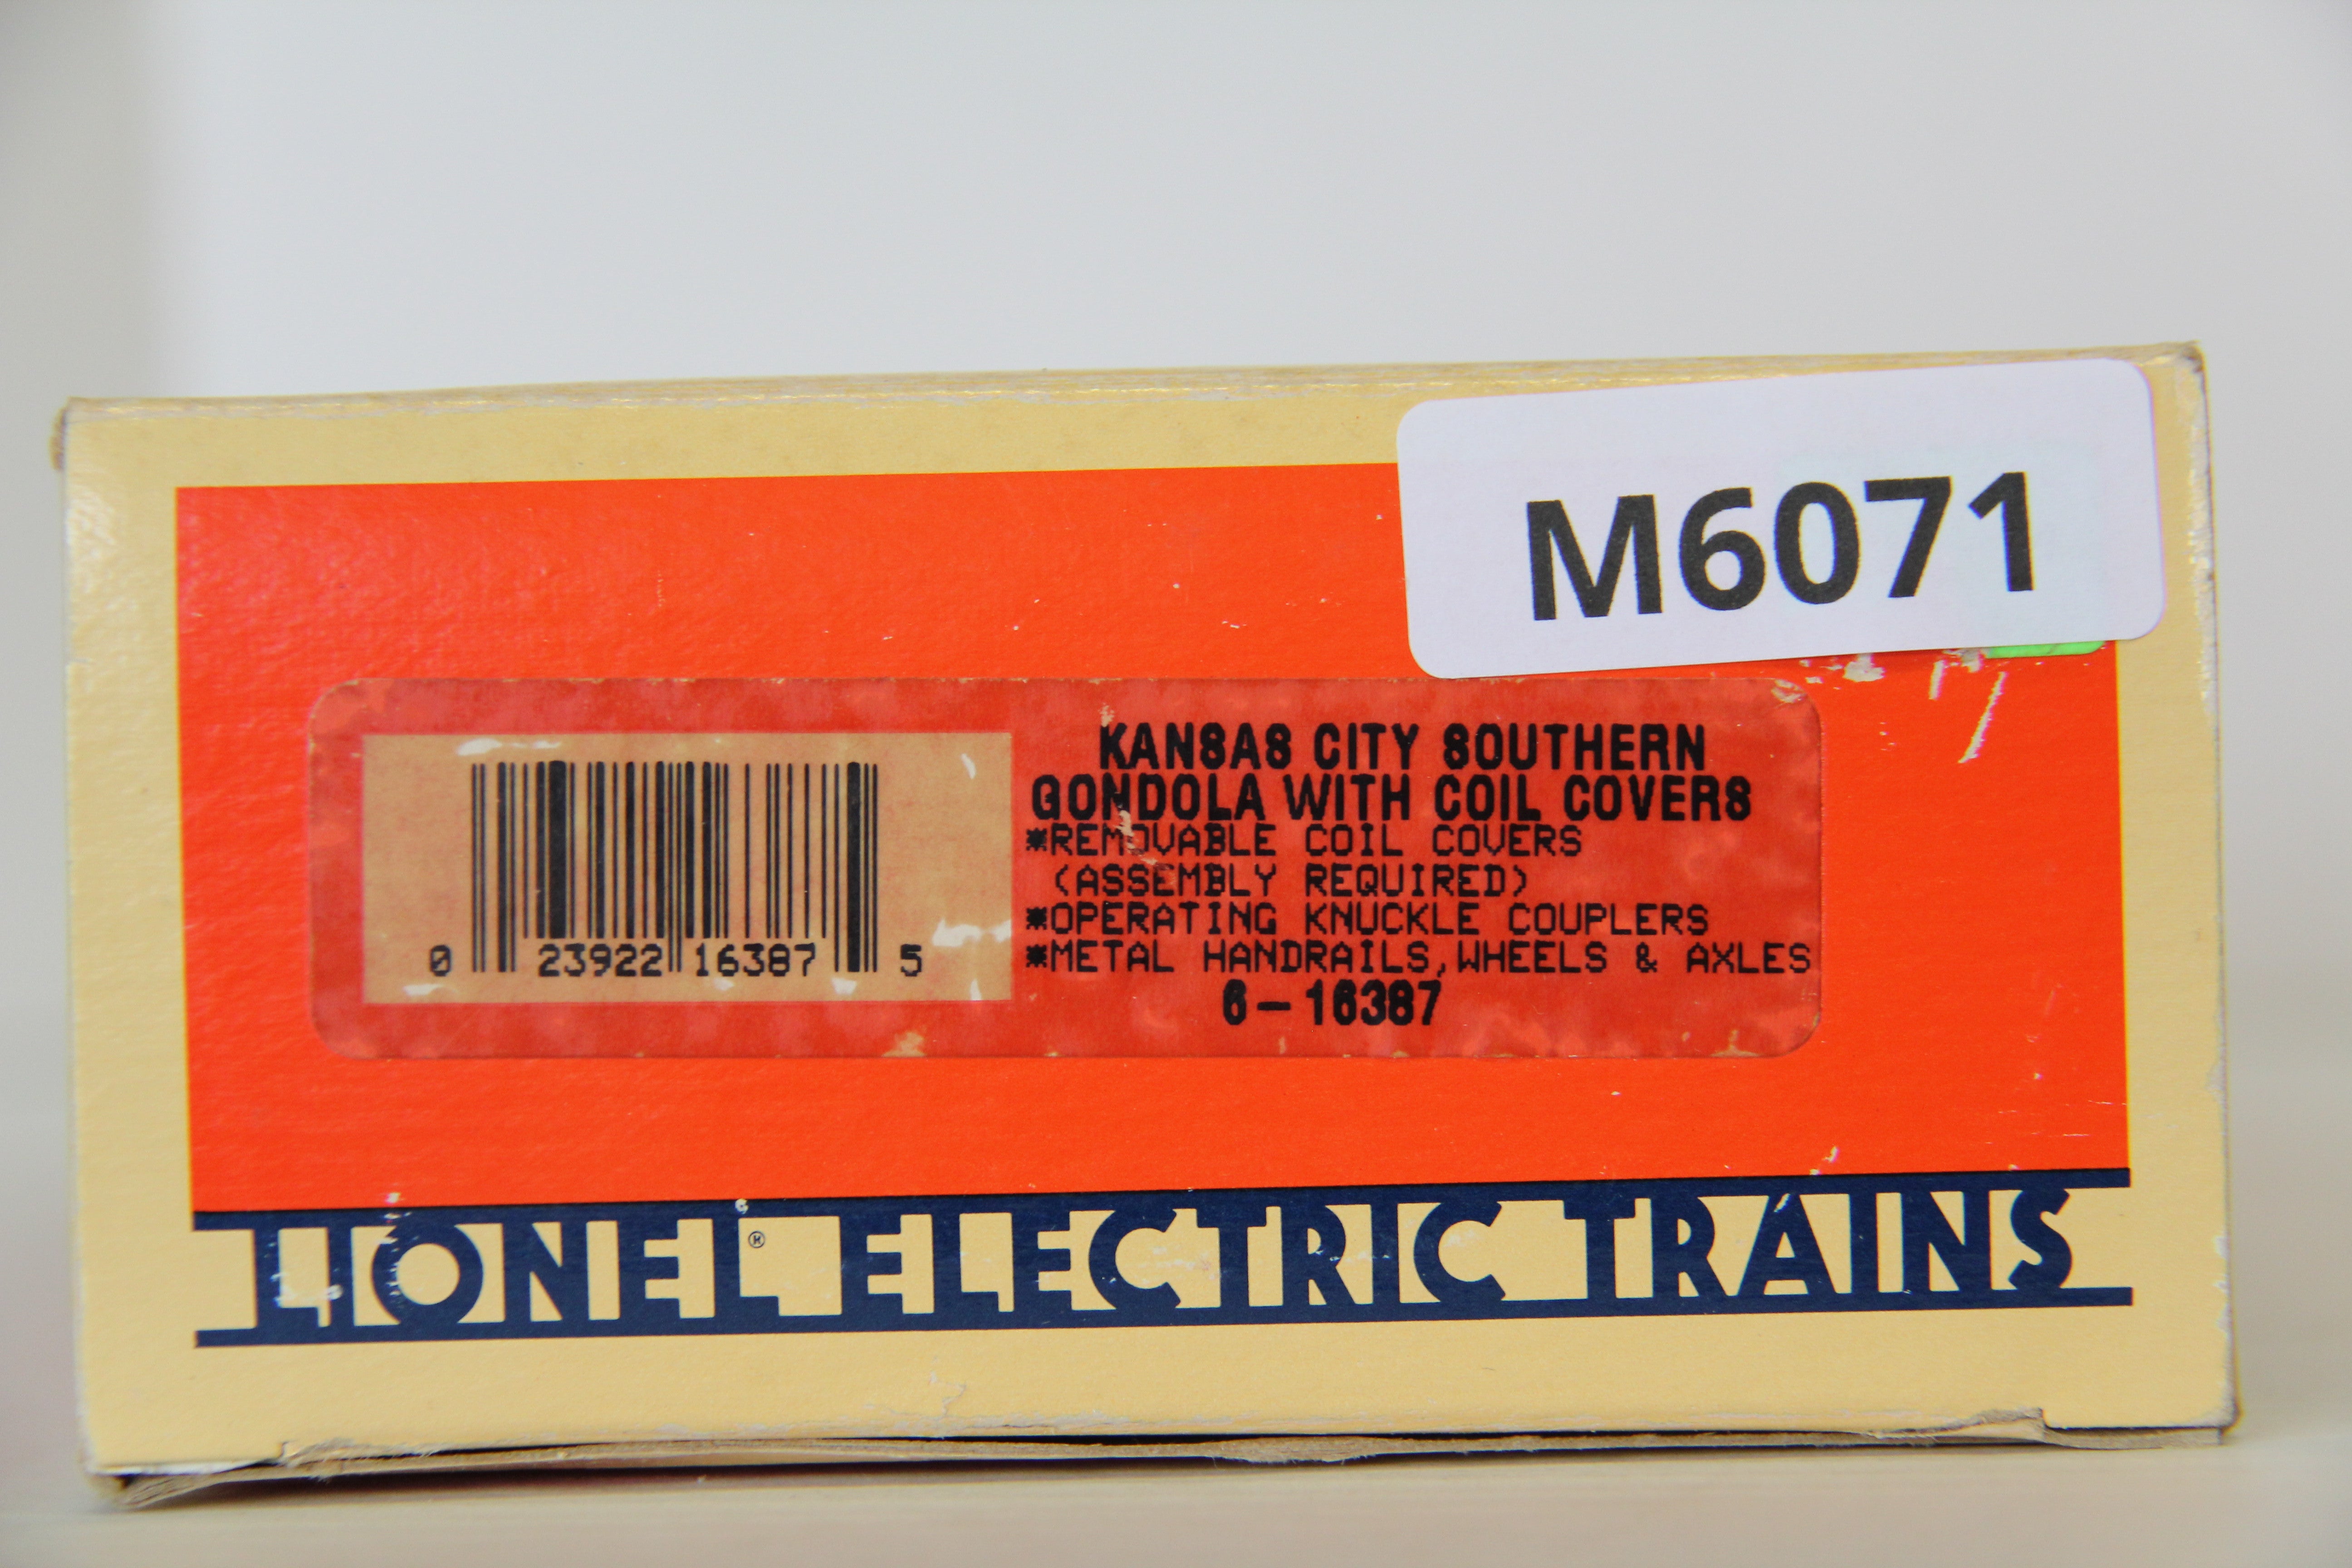 M6071
KANSAS CITY SOUTHERN
GONDOLA WITH COIL COVERS
*REMOVABLE COIL COVERS
(ASSEMBLY REQUIRED)
*OPERATING KNUCKLE COUPLERS
*METAL HANDRAILS,WHEELS & AXLES
6-16387
0 23922 16387 5
LIONEL® ELECTRIC TRAINS